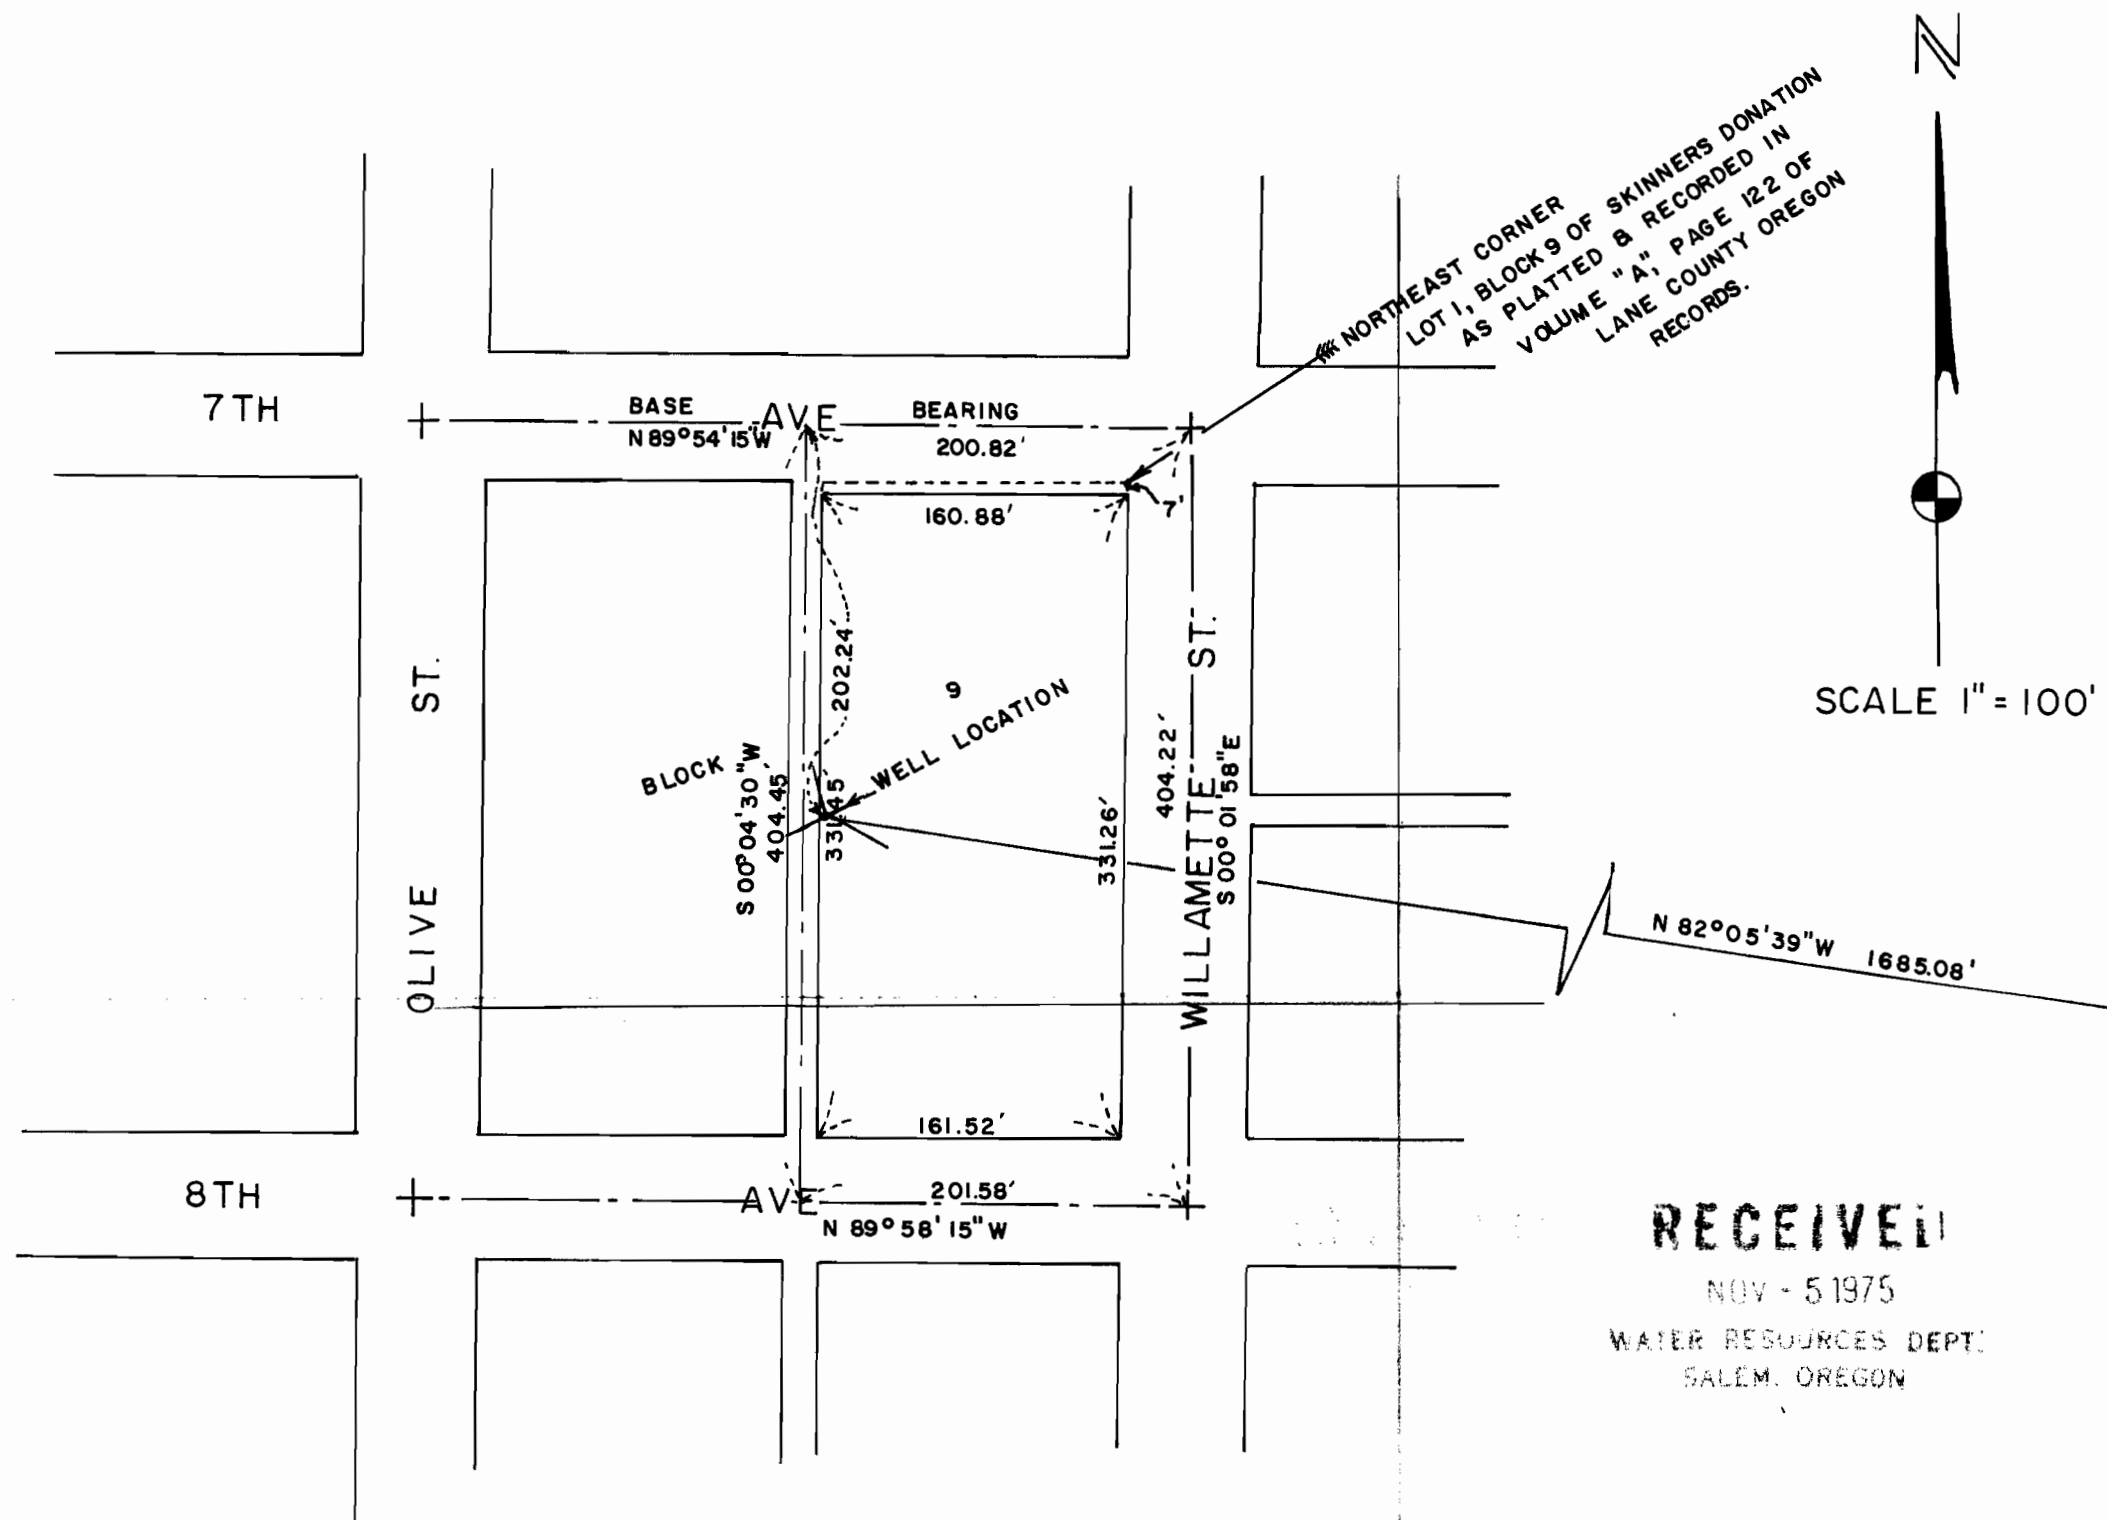 N
NORTHEAST CORNER
LOT 1, BLOCK 9 OF SKINNERS DONATION
AS PLATTED & RECORDED IN
VOLUME "A", PAGE 122 OF
LANE COUNTY OREGON
RECORDS.
7TH AVE
BASE BEARING
N 89°54'15"W
200.82'
7'
160.88'
202.24'
SCALE 1"=100'
OLIVE ST.
WILLAMETTE ST.
BLOCK 9
WELL LOCATION
S 00°04'30"W
404.45'
331.45'
331.26'
404.22'
S 00°01'58"E
N 82°05'39"W 1685.08'
161.52'
8TH AVE
201.58'
N 89°58'15"W
RECEIVED
NOV - 5 1975
WATER RESOURCES DEPT.
SALEM, OREGON